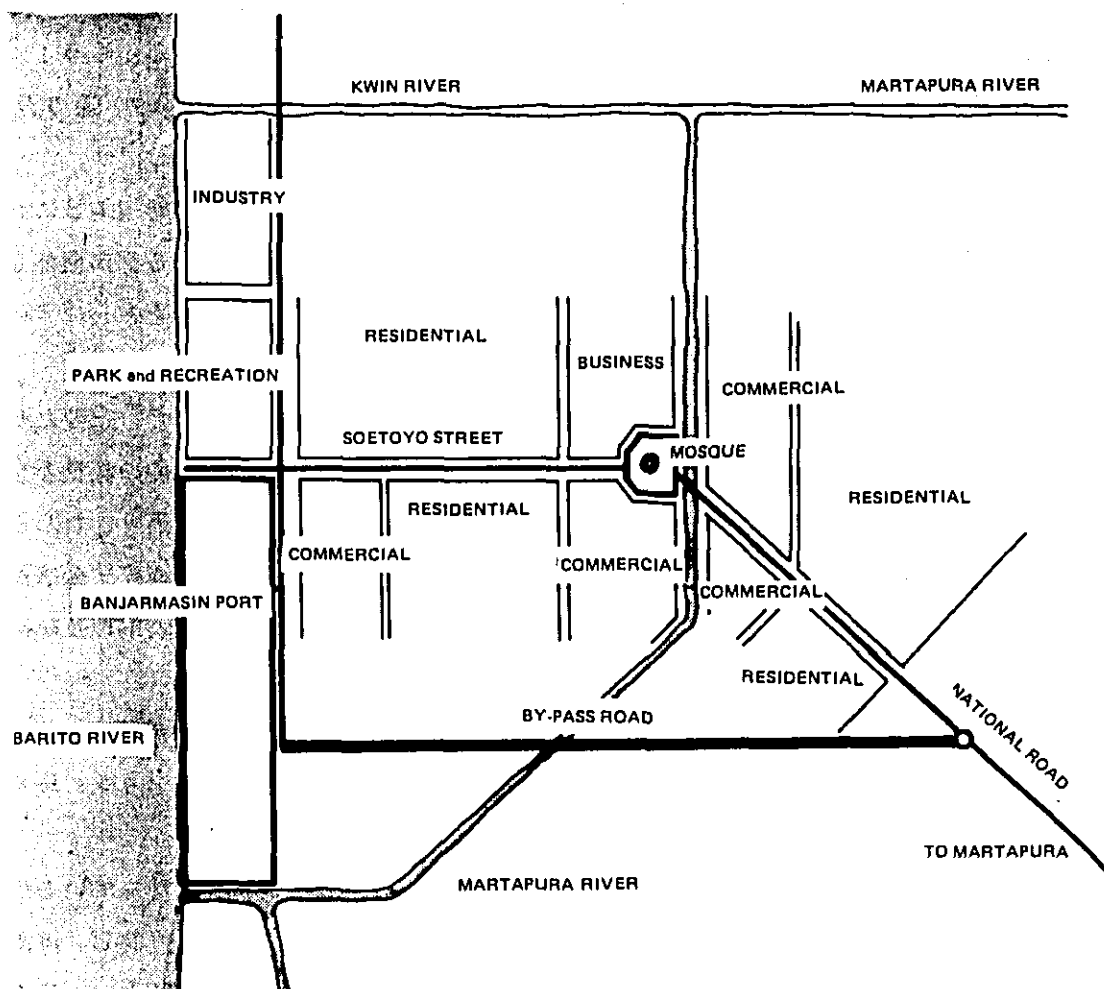 KWIN RIVER
MARTAPURA RIVER
INDUSTRY
RESIDENTIAL
BUSINESS
PARK and RECREATION
COMMERCIAL
SOETOYO STREET
MOSQUE
RESIDENTIAL
RESIDENTIAL
COMMERCIAL
COMMERCIAL
COMMERCIAL
BANJARMASIN PORT
RESIDENTIAL
BY-PASS ROAD
NATIONAL ROAD
BARITO RIVER
TO MARTAPURA
MARTAPURA RIVER